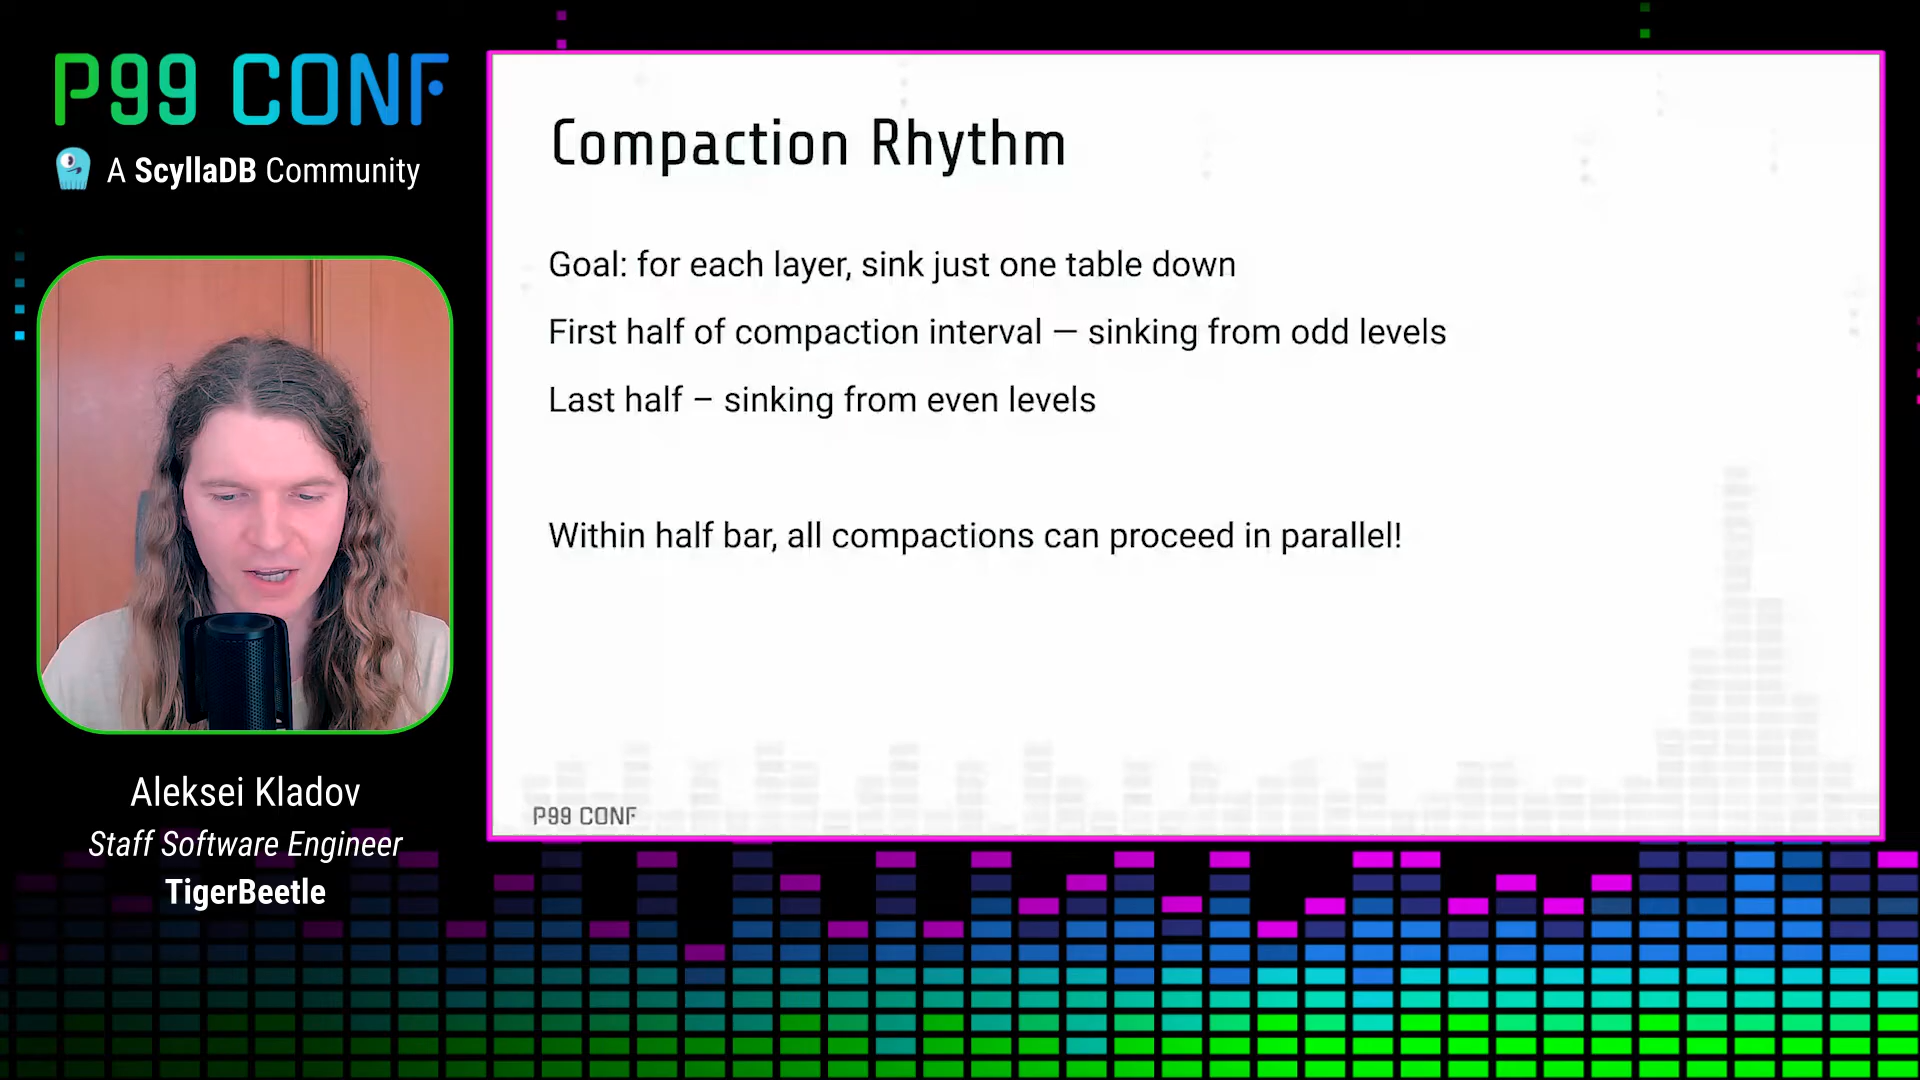 P99 CONF
A ScyllaDB Community
Aleksei Kladov
Staff Software Engineer
TigerBeetle
Compaction Rhythm
Goal: for each layer, sink just one table down
First half of compaction interval — sinking from odd levels
Last half – sinking from even levels
Within half bar, all compactions can proceed in parallel!
P99 CONF